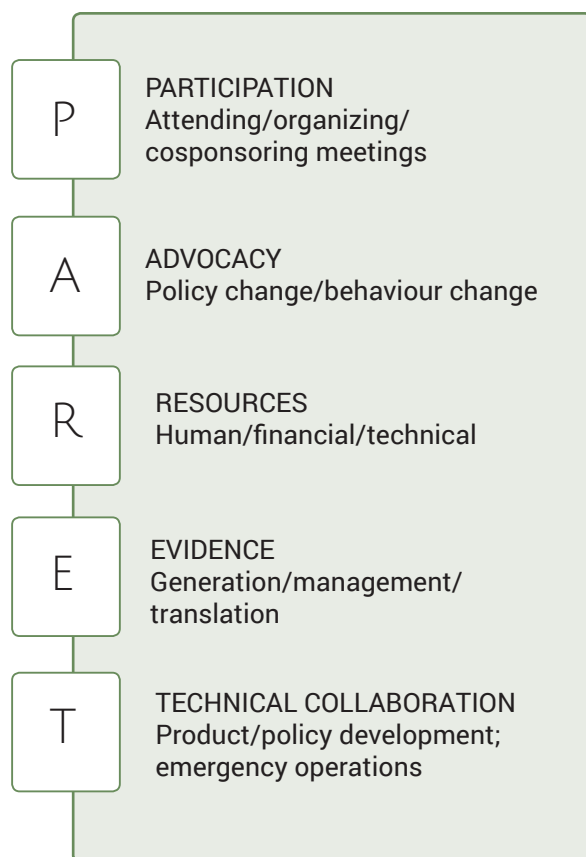 P
PARTICIPATION
Attending/organizing/
cosponsoring meetings
A
ADVOCACY
Policy change/behaviour change
R
RESOURCES
Human/financial/technical
E
EVIDENCE
Generation/management/
translation
T
TECHNICAL COLLABORATION
Product/policy development;
emergency operations